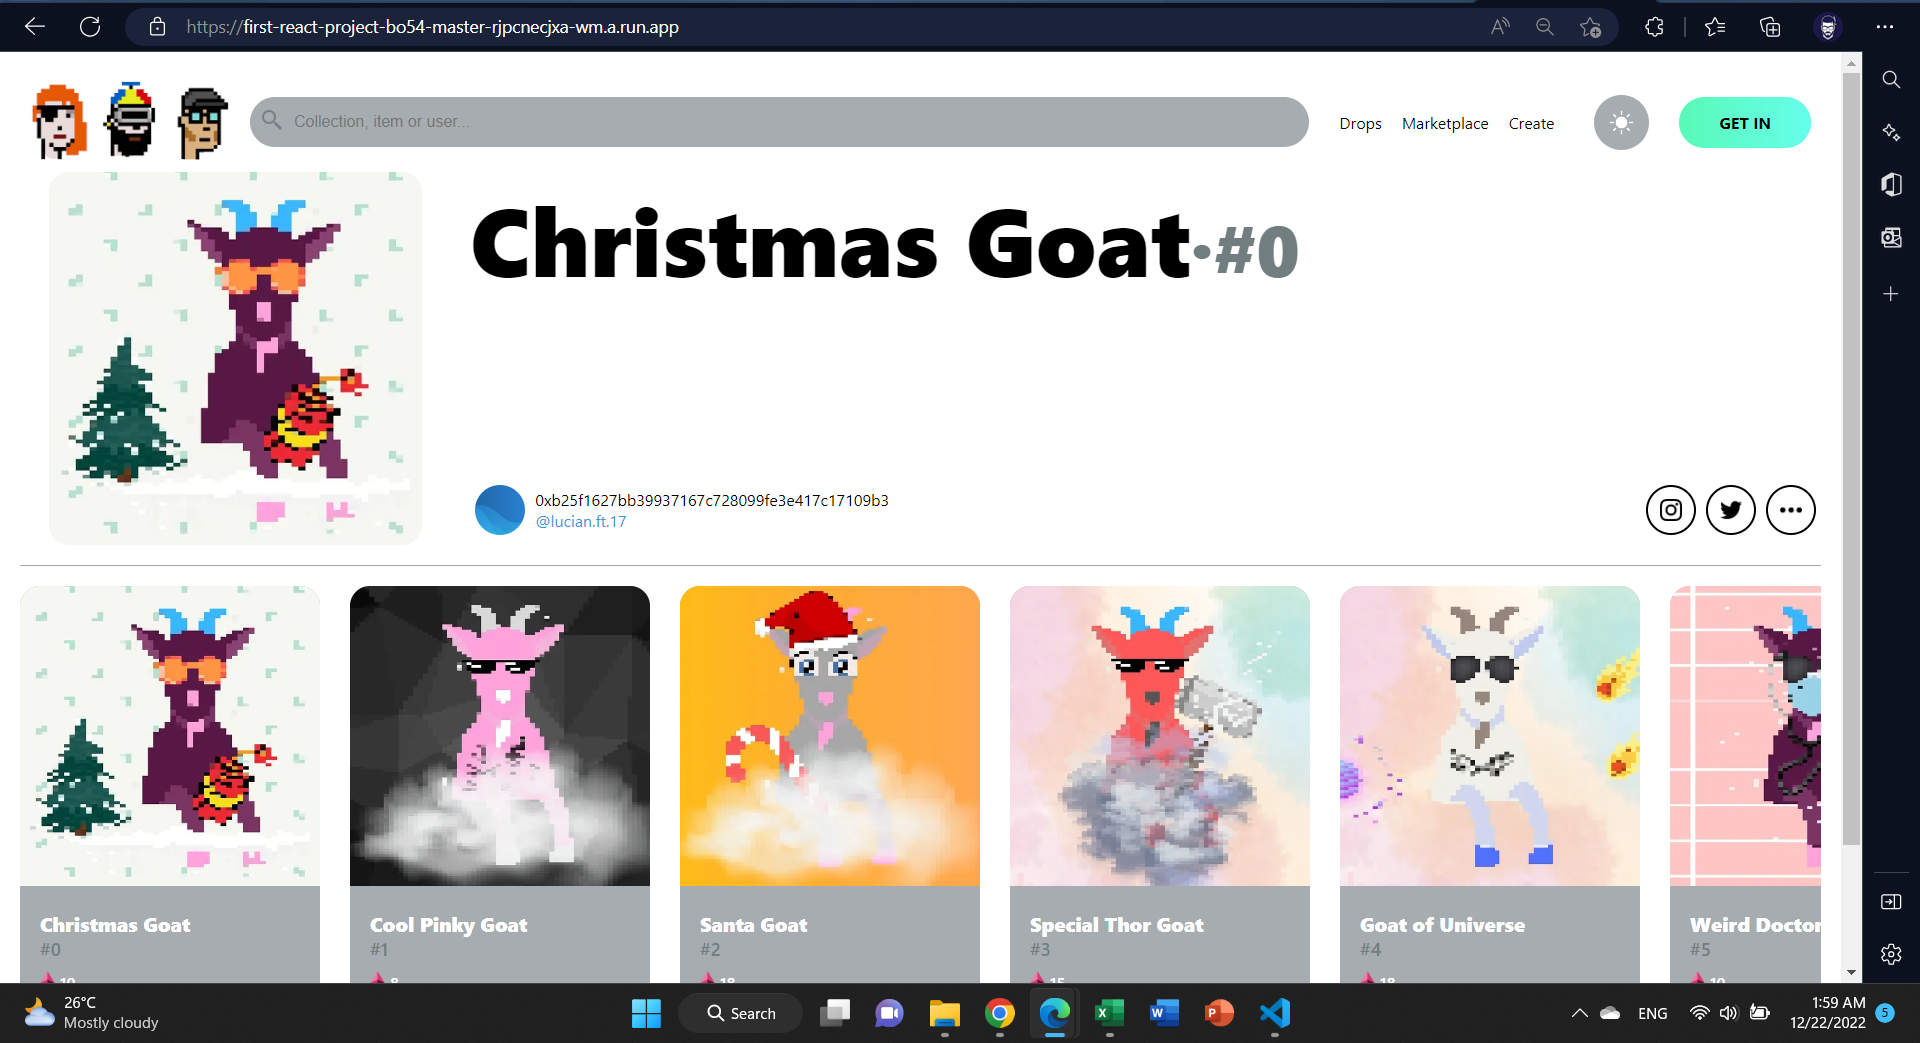 https://first-react-project-bo54-master-rjpcnecjxa-wm.a.run.app
Collection, item or user...
Drops
Marketplace
Create
GET IN
Christmas Goat·#0
0xb25f1627bb39937167c728099fe3e417c17109b3
@lucian.ft.17
Christmas Goat
#0
Cool Pinky Goat
#1
Santa Goat
#2
Special Thor Goat
#3
Goat of Universe
#4
Weird Doctor
#5
26°C
Mostly cloudy
Search
ENG
1:59 AM
12/22/2022
5